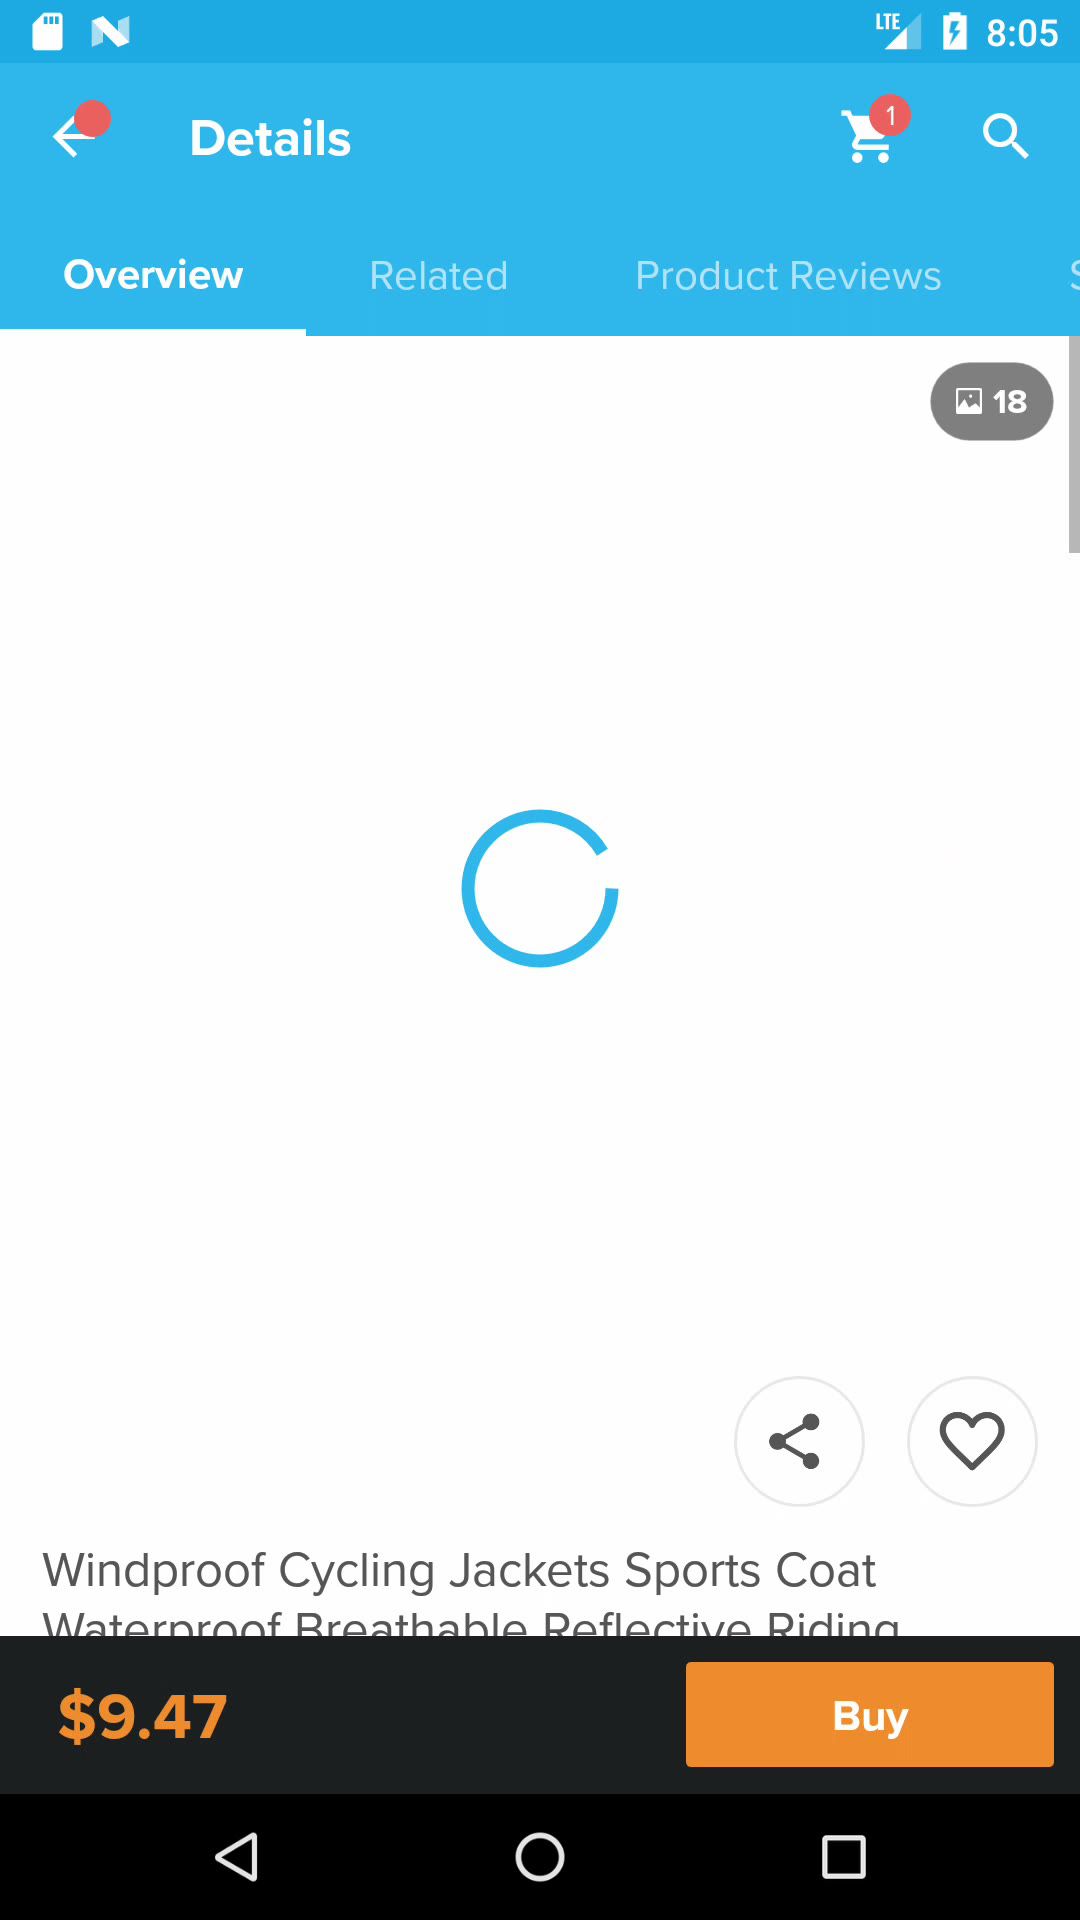 LTE 8:05
Details 1
Overview Related Product Reviews
18
Windproof Cycling Jackets Sports Coat
Waterproof Breathable Reflective Riding
$9.47 Buy